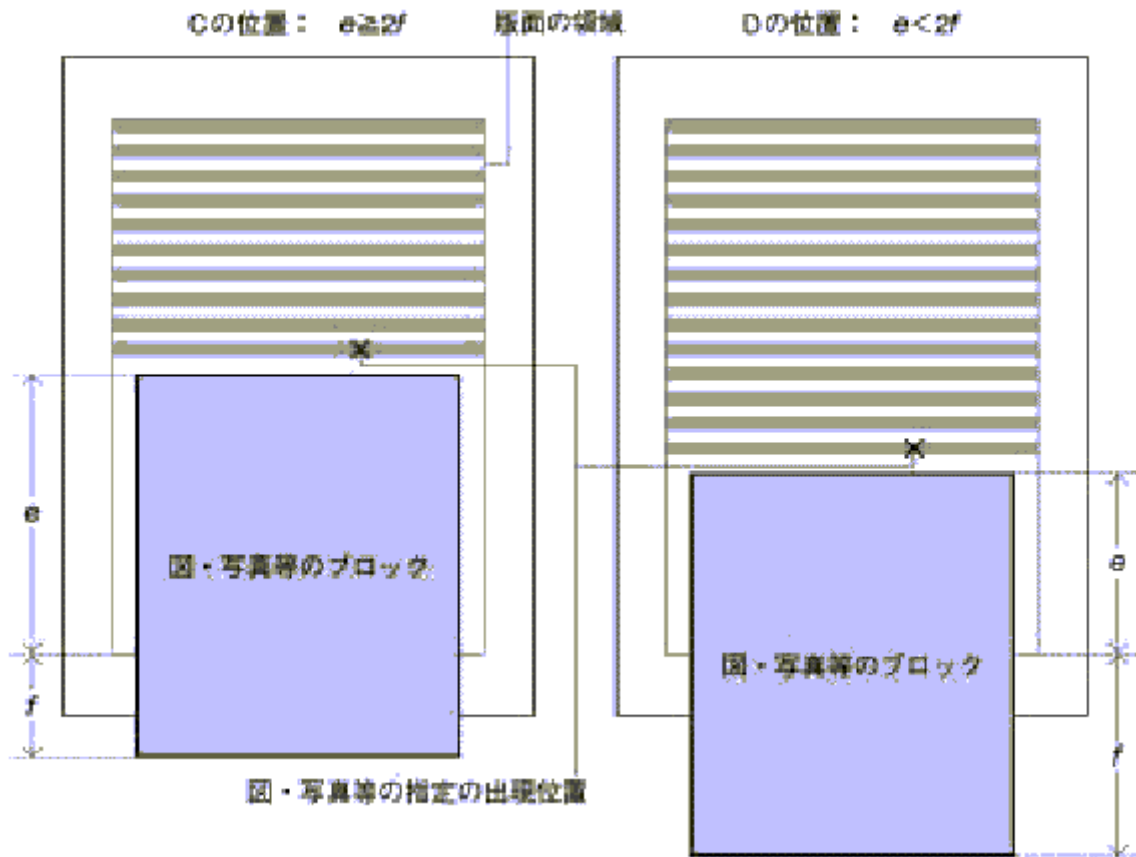 Cの位置： e≧2f
版面の領域
Dの位置： e<2f
e
図・写真等のブロック
f
e
図・写真等のブロック
f
図・写真等の指定の出現位置